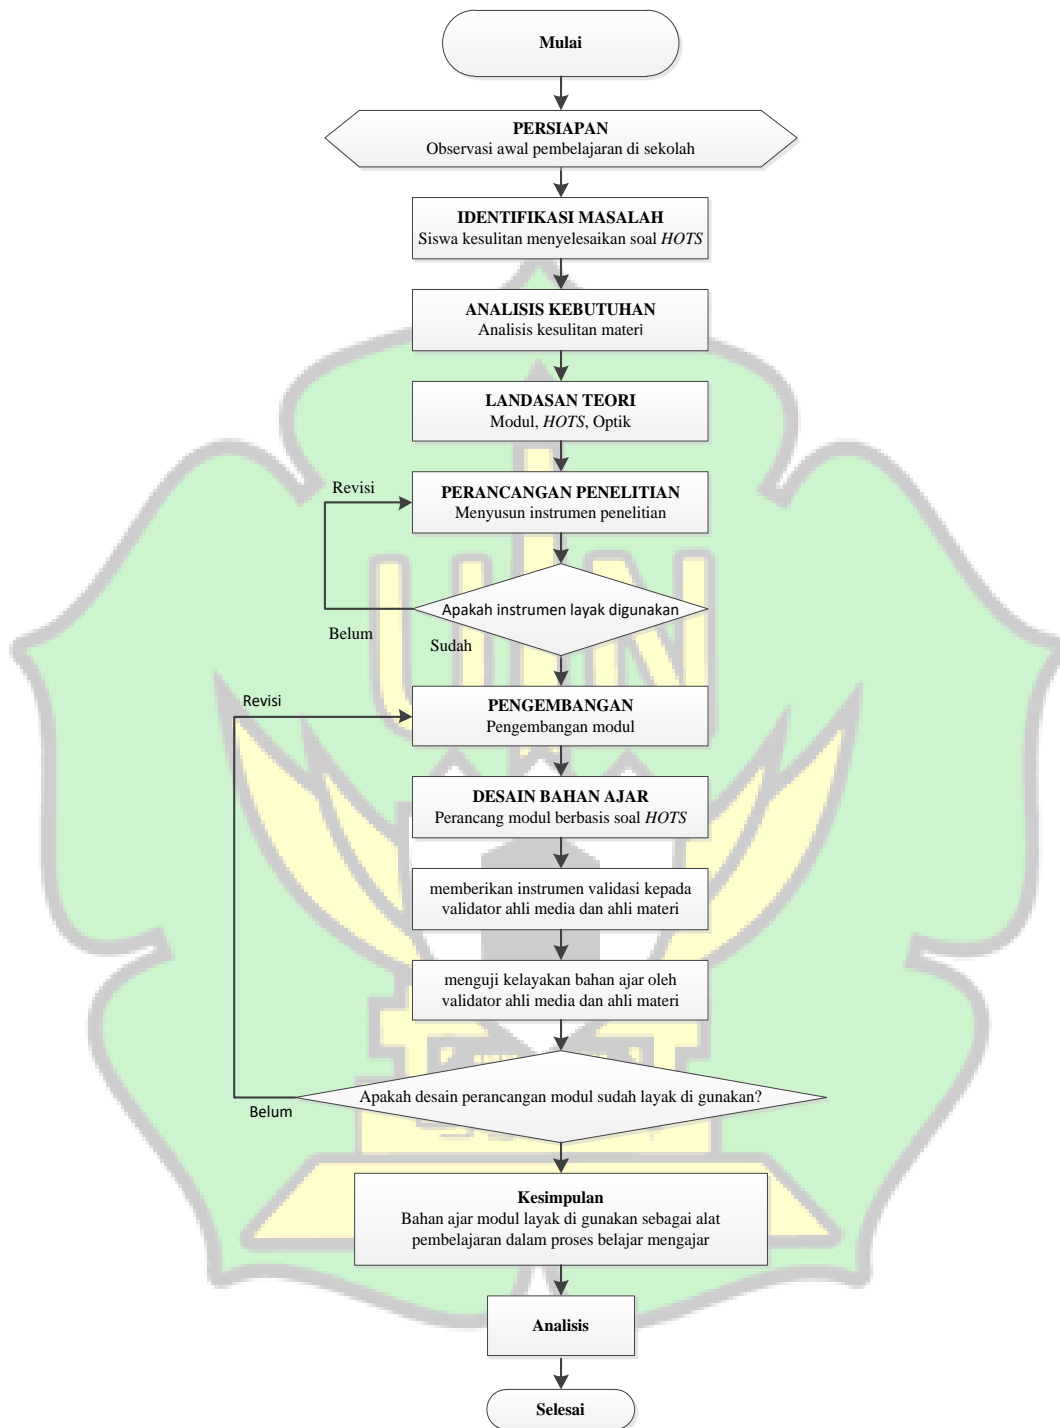 Mulai
PERSIAPAN
Observasi awal pembelajaran di sekolah
IDENTIFIKASI MASALAH
Siswa kesulitan menyelesaikan soal HOTS
ANALISIS KEBUTUHAN
Analisis kesulitan materi
LANDASAN TEORI
Modul, HOTS, Optik
Revisi
PERANCANGAN PENELITIAN
Menyusun instrumen penelitian
UIN
Apakah instrumen layak digunakan
Belum
Sudah
Revisi
PENGEMBANGAN
Pengembangan modul
DESAIN BAHAN AJAR
Perancang modul berbasis soal HOTS
memberikan instrumen validasi kepada
validator ahli media dan ahli materi
menguji kelayakan bahan ajar oleh
validator ahli media dan ahli materi
Apakah desain perancangan modul sudah layak di gunakan?
Belum
Kesimpulan
Bahan ajar modul layak di gunakan sebagai alat
pembelajaran dalam proses belajar mengajar
Analisis
Selesai